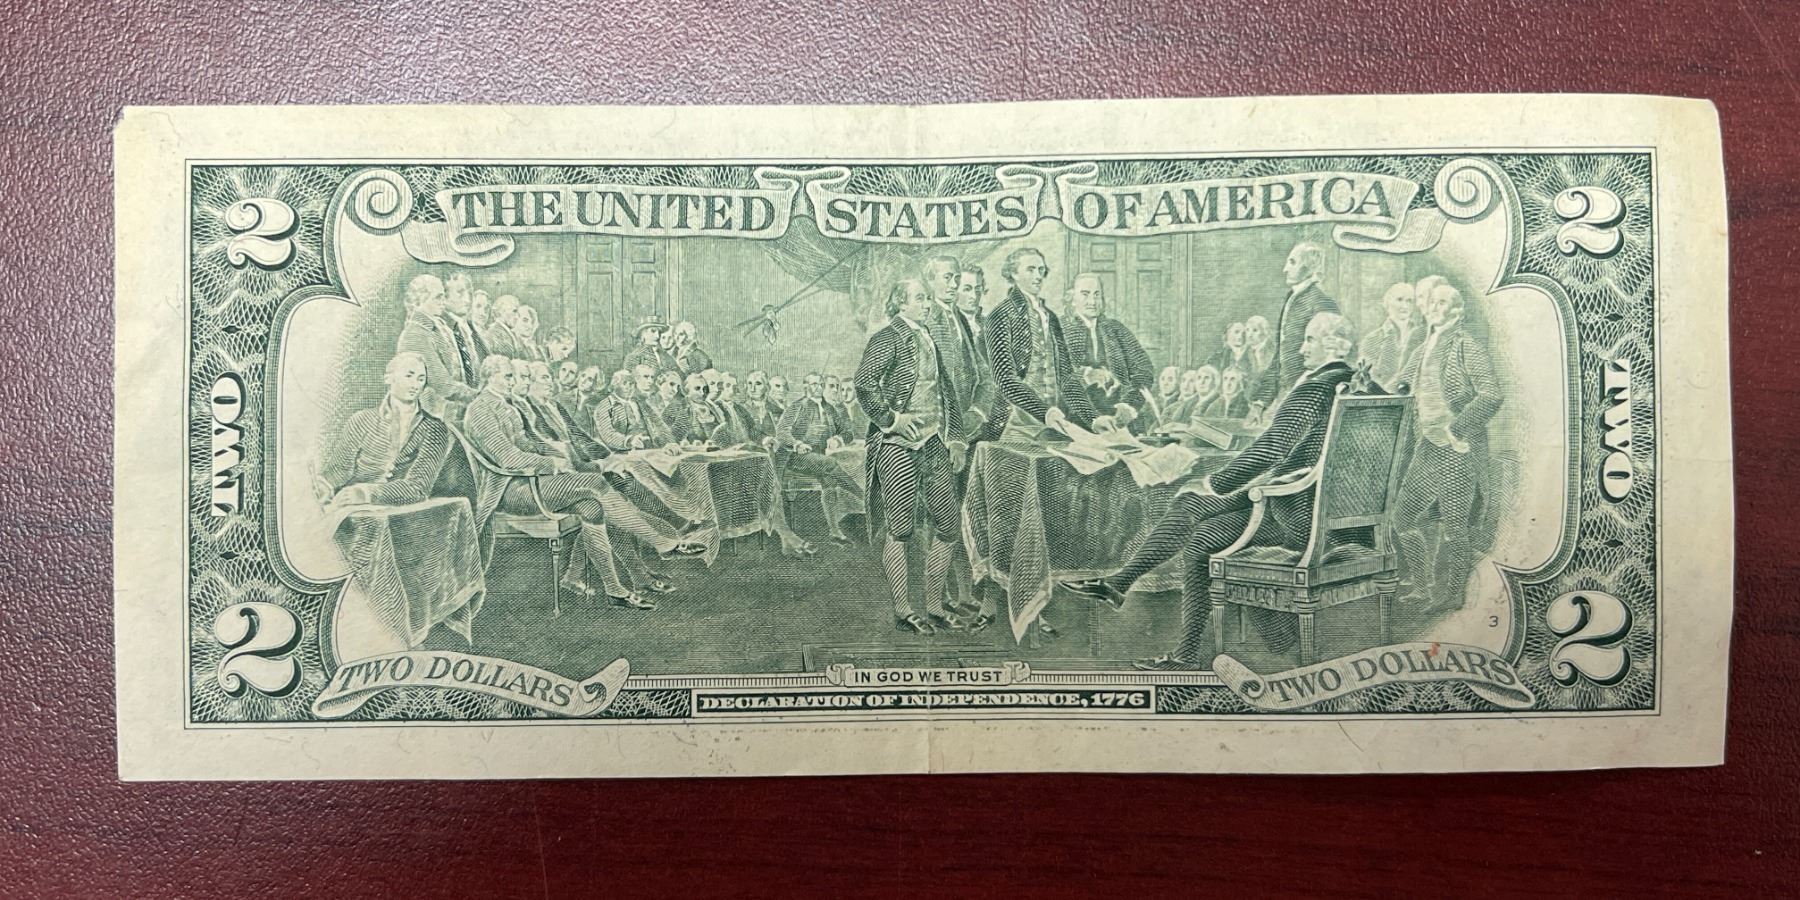 2 THE UNITED STATES OF AMERICA 2
TWO TWO
3
2 TWO DOLLARS IN GOD WE TRUST TWO DOLLARS 2
DECLARATION OF INDEPENDENCE, 1776